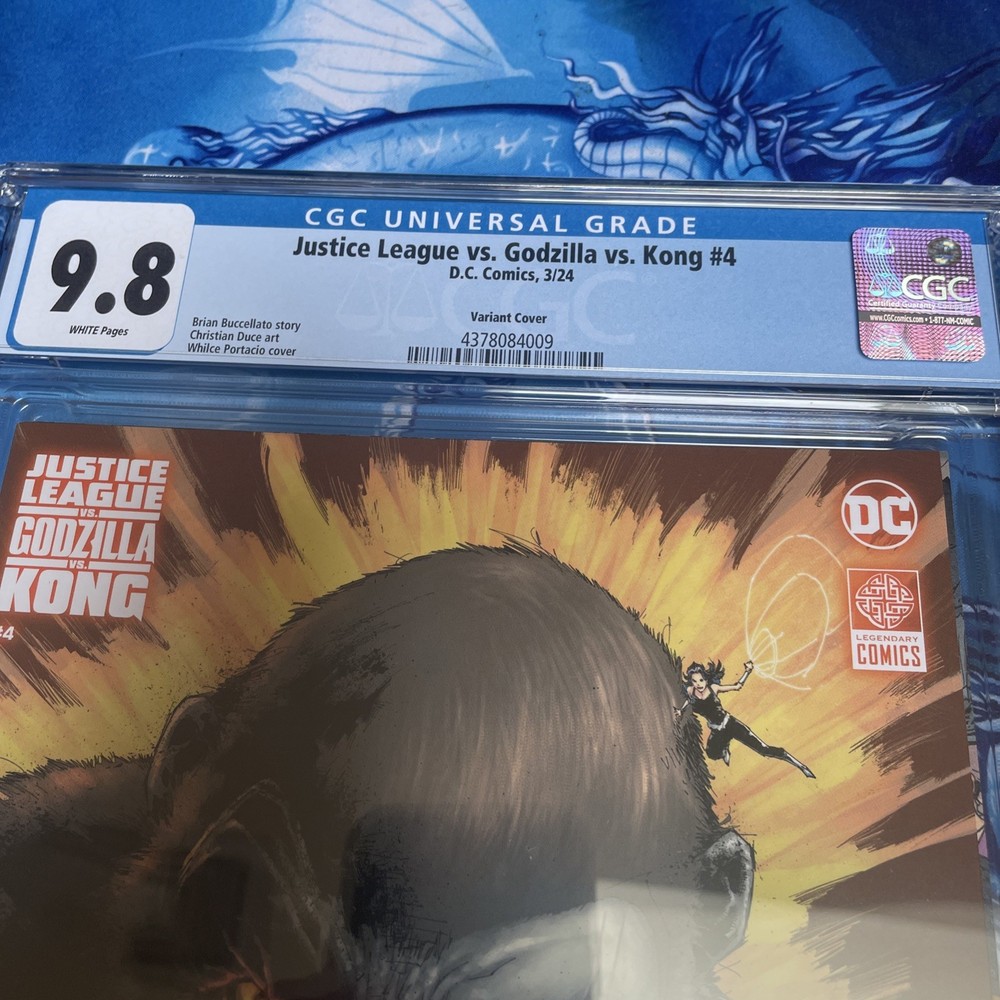 CGC UNIVERSAL GRADE
9.8
WHITE Pages
Justice League vs. Godzilla vs. Kong #4
D.C. Comics, 3/24
Variant Cover
4378084009
Brian Buccellato story
Christian Duce art
Whilce Portacio cover
CGC
Certified Guaranty
www.CGCcomics.com • 1-877-NM-COMIC
JUSTICE
LEAGUE
VS.
GODZILLA
VS.
KONG
#4
DC
LEGENDARY
COMICS